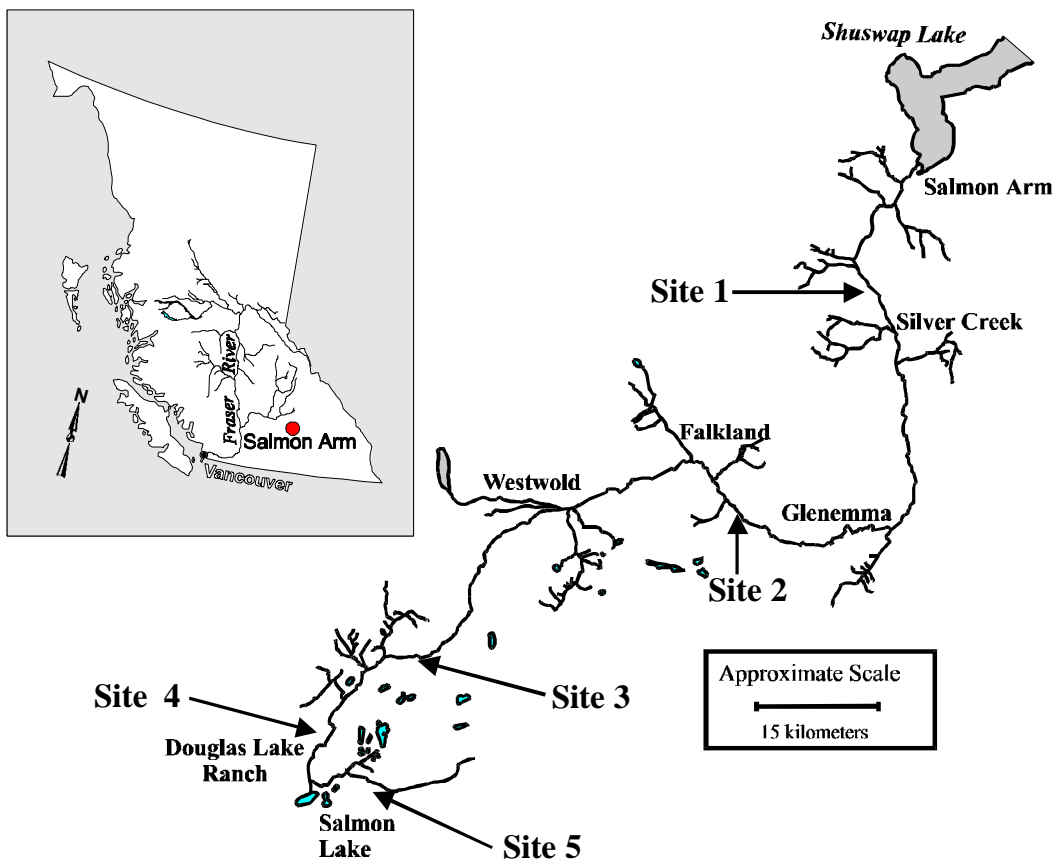 Shuswap Lake
Salmon Arm
Site 1
Silver Creek
Fraser River
Salmon Arm
N
Vancouver
Falkland
Westwold
Glenemma
Site 2
Approximate Scale
15 kilometers
Site 3
Site 4
Douglas Lake
Ranch
Salmon
Lake
Site 5